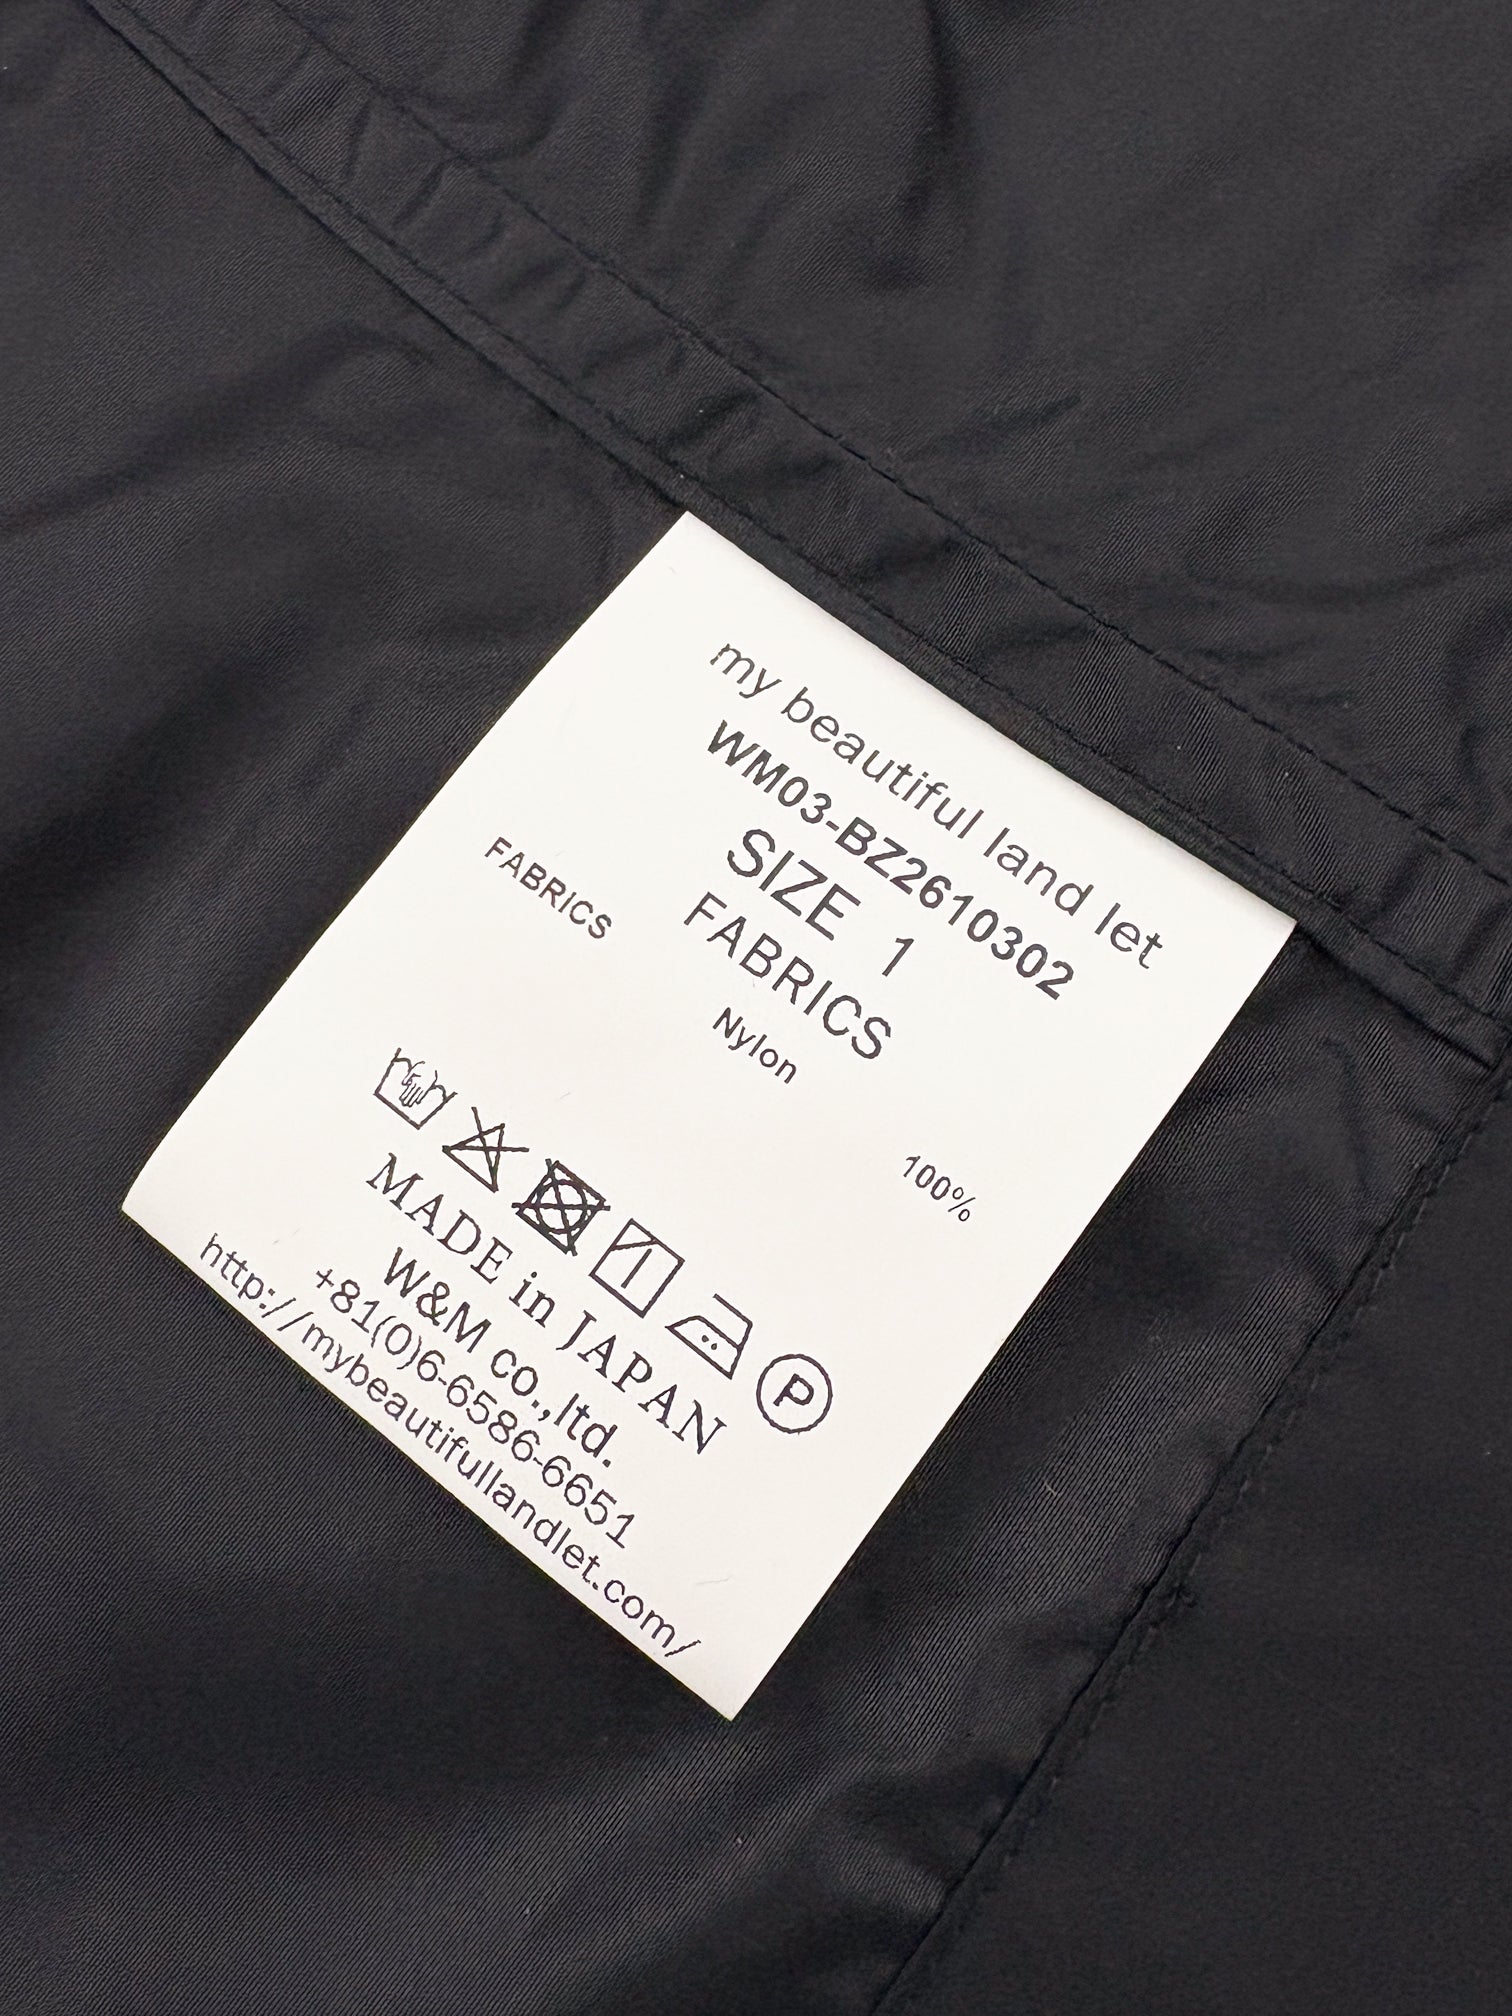 my beautiful land let
WM03-BZ2610302
SIZE 1
FABRICS
FABRICS Nylon 100%
P
MADE in JAPAN
W&M co.,ltd.
+81(0)6-6586-6651
http://mybeautifullandlet.com/